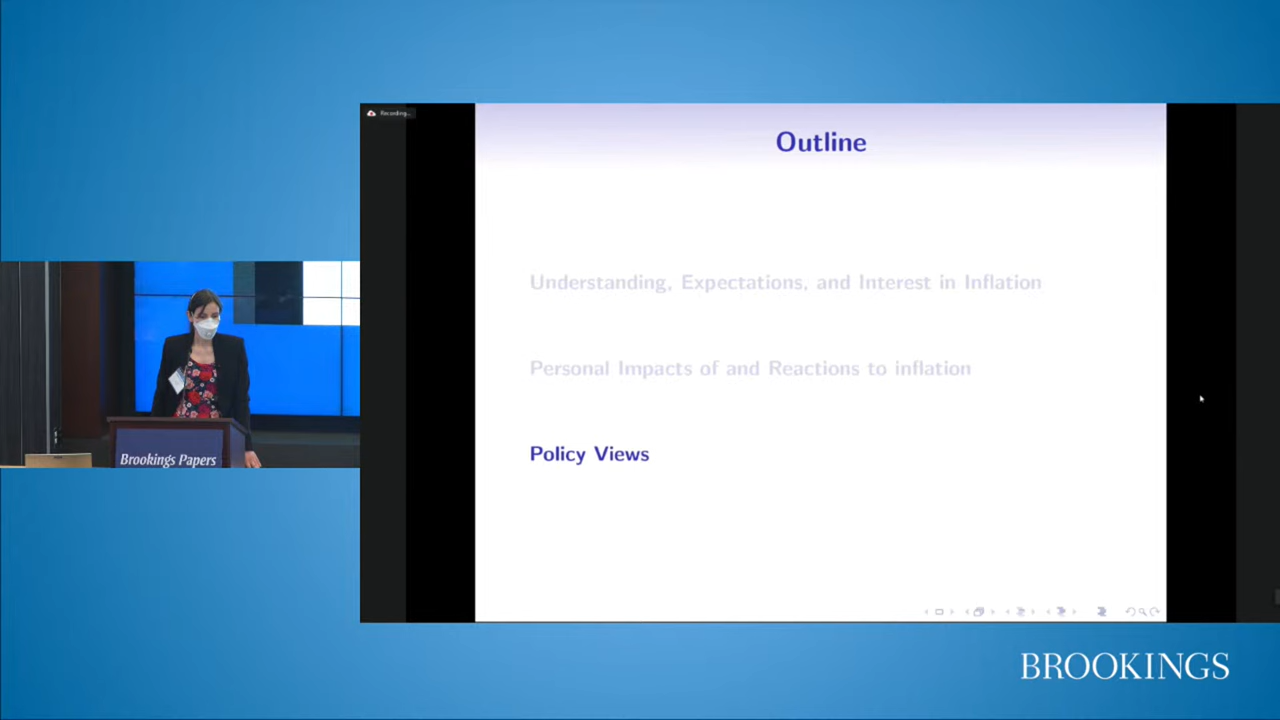 Recording...
Outline
Understanding, Expectations, and Interest in Inflation
Personal Impacts of and Reactions to inflation
Policy Views
Brookings Papers
BROOKINGS